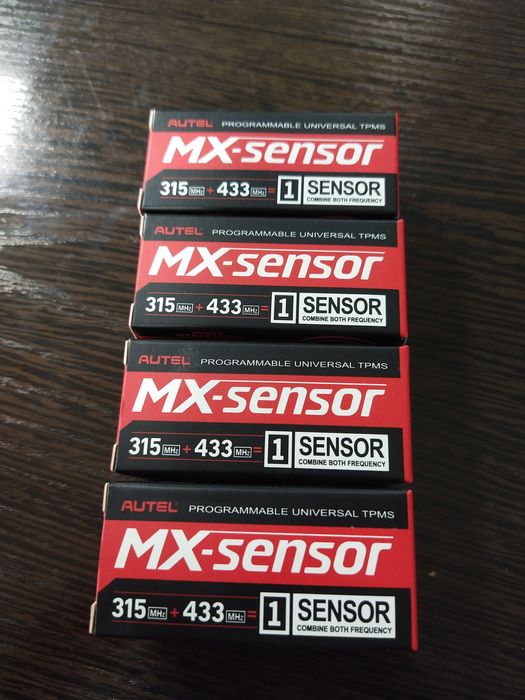 AUTEL PROGRAMMABLE UNIVERSAL TPMS
MX-sensor
315 MHz + 433 MHz = 1 SENSOR
COMBINE BOTH FREQUENCY
AUTEL PROGRAMMABLE UNIVERSAL TPMS
MX-sensor
315 MHz + 433 MHz = 1 SENSOR
COMBINE BOTH FREQUENCY
AUTEL PROGRAMMABLE UNIVERSAL TPMS
MX-sensor
315 MHz + 433 MHz = 1 SENSOR
COMBINE BOTH FREQUENCY
AUTEL PROGRAMMABLE UNIVERSAL TPMS
MX-sensor
315 MHz + 433 MHz = 1 SENSOR
COMBINE BOTH FREQUENCY